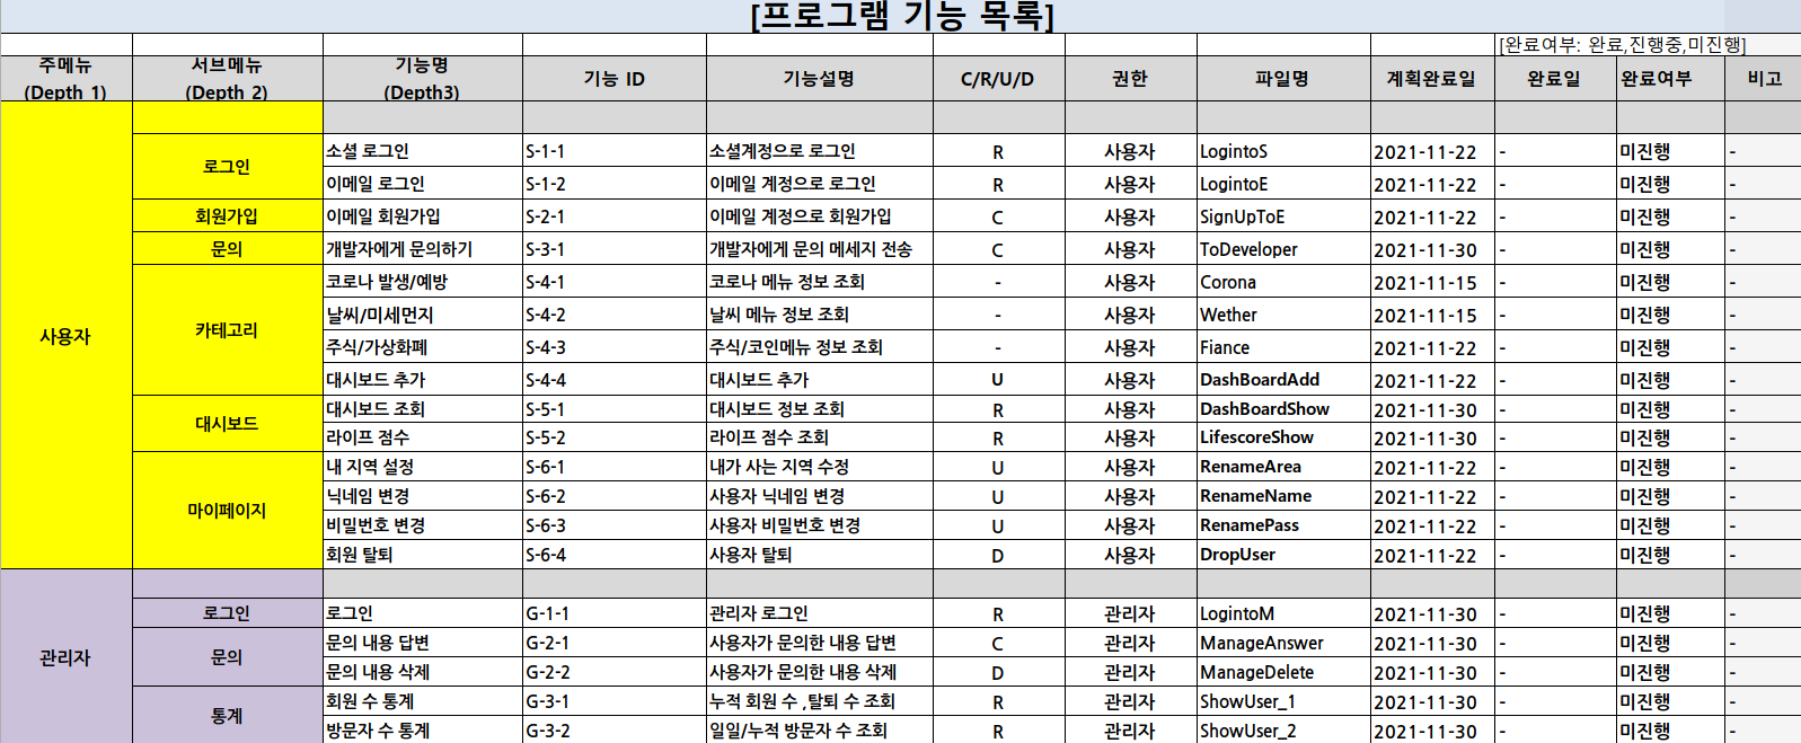 [프로그램 기능 목록]
[완료여부: 완료,진행중,미진행]
주메뉴 (Depth 1) 서브메뉴 (Depth 2) 기능명 (Depth3) 기능 ID 기능설명 C/R/U/D 권한 파일명 계획완료일 완료일 완료여부 비고
사용자
로그인
소셜 로그인 S-1-1 소셜계정으로 로그인 R 사용자 LogintoS 2021-11-22 - 미진행 -
이메일 로그인 S-1-2 이메일 계정으로 로그인 R 사용자 LogintoE 2021-11-22 - 미진행 -
회원가입 이메일 회원가입 S-2-1 이메일 계정으로 회원가입 C 사용자 SignUpToE 2021-11-22 - 미진행 -
문의 개발자에게 문의하기 S-3-1 개발자에게 문의 메세지 전송 C 사용자 ToDeveloper 2021-11-30 - 미진행 -
카테고리
코로나 발생/예방 S-4-1 코로나 메뉴 정보 조회 - 사용자 Corona 2021-11-15 - 미진행 -
날씨/미세먼지 S-4-2 날씨 메뉴 정보 조회 - 사용자 Wether 2021-11-15 - 미진행 -
주식/가상화폐 S-4-3 주식/코인메뉴 정보 조회 - 사용자 Fiance 2021-11-22 - 미진행 -
대시보드 추가 S-4-4 대시보드 추가 U 사용자 DashBoardAdd 2021-11-22 - 미진행 -
대시보드
대시보드 조회 S-5-1 대시보드 정보 조회 R 사용자 DashBoardShow 2021-11-30 - 미진행 -
라이프 점수 S-5-2 라이프 점수 조회 R 사용자 LifescoreShow 2021-11-30 - 미진행 -
마이페이지
내 지역 설정 S-6-1 내가 사는 지역 수정 U 사용자 RenameArea 2021-11-22 - 미진행 -
닉네임 변경 S-6-2 사용자 닉네임 변경 U 사용자 RenameName 2021-11-22 - 미진행 -
비밀번호 변경 S-6-3 사용자 비밀번호 변경 U 사용자 RenamePass 2021-11-22 - 미진행 -
회원 탈퇴 S-6-4 사용자 탈퇴 D 사용자 DropUser 2021-11-22 - 미진행 -
관리자
로그인 로그인 G-1-1 관리자 로그인 R 관리자 LogintoM 2021-11-30 - 미진행 -
문의
문의 내용 답변 G-2-1 사용자가 문의한 내용 답변 C 관리자 ManageAnswer 2021-11-30 - 미진행 -
문의 내용 삭제 G-2-2 사용자가 문의한 내용 삭제 D 관리자 ManageDelete 2021-11-30 - 미진행 -
통계
회원 수 통계 G-3-1 누적 회원 수 ,탈퇴 수 조회 R 관리자 ShowUser_1 2021-11-30 - 미진행 -
방문자 수 통계 G-3-2 일일/누적 방문자 수 조회 R 관리자 ShowUser_2 2021-11-30 - 미진행 -